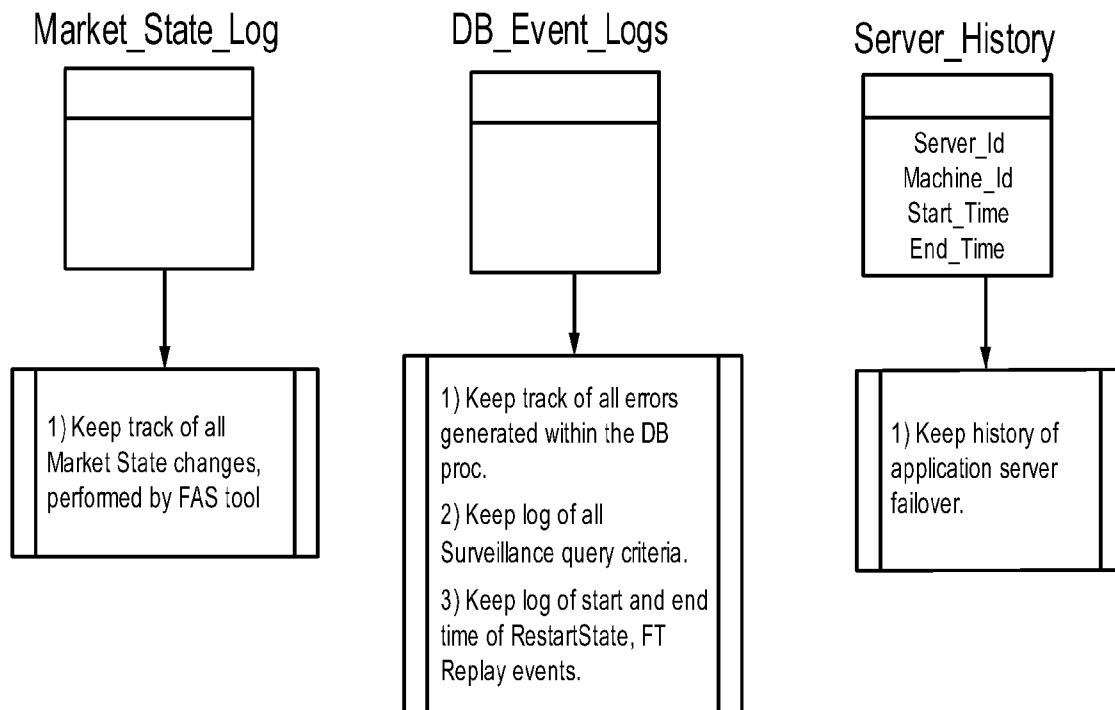 Market_State_Log
1) Keep track of all
Market State changes,
performed by FAS tool
DB_Event_Logs
1) Keep track of all errors
generated within the DB
proc.
2) Keep log of all
Surveillance query criteria.
3) Keep log of start and end
time of RestartState, FT
Replay events.
Server_History
Server_Id
Machine_Id
Start_Time
End_Time
1) Keep history of
application server
failover.